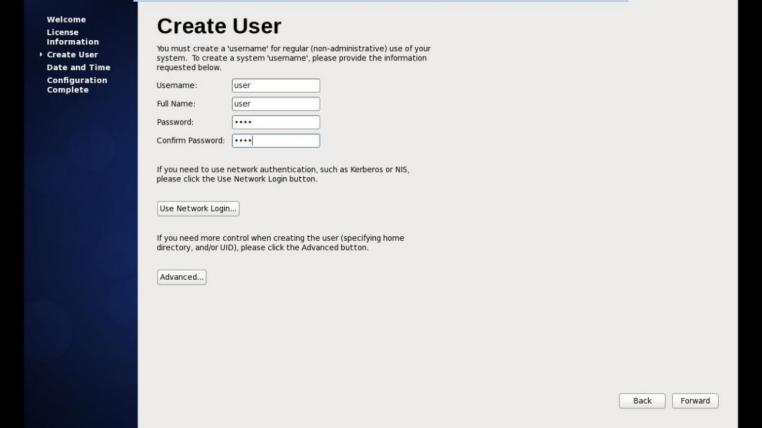 Welcome
License
Information
Create User
Date and Time
Configuration
Complete
Create User
You must create a 'username' for regular (non-administrative) use of your
system. To create a system 'username', please provide the information
requested below.
Username: user
Full Name: user
Password: ••••
Confirm Password: ••••
If you need to use network authentication, such as Kerberos or NIS,
please click the Use Network Login button.
Use Network Login...
If you need more control when creating the user (specifying home
directory, and/or UID), please click the Advanced button.
Advanced...
Back Forward